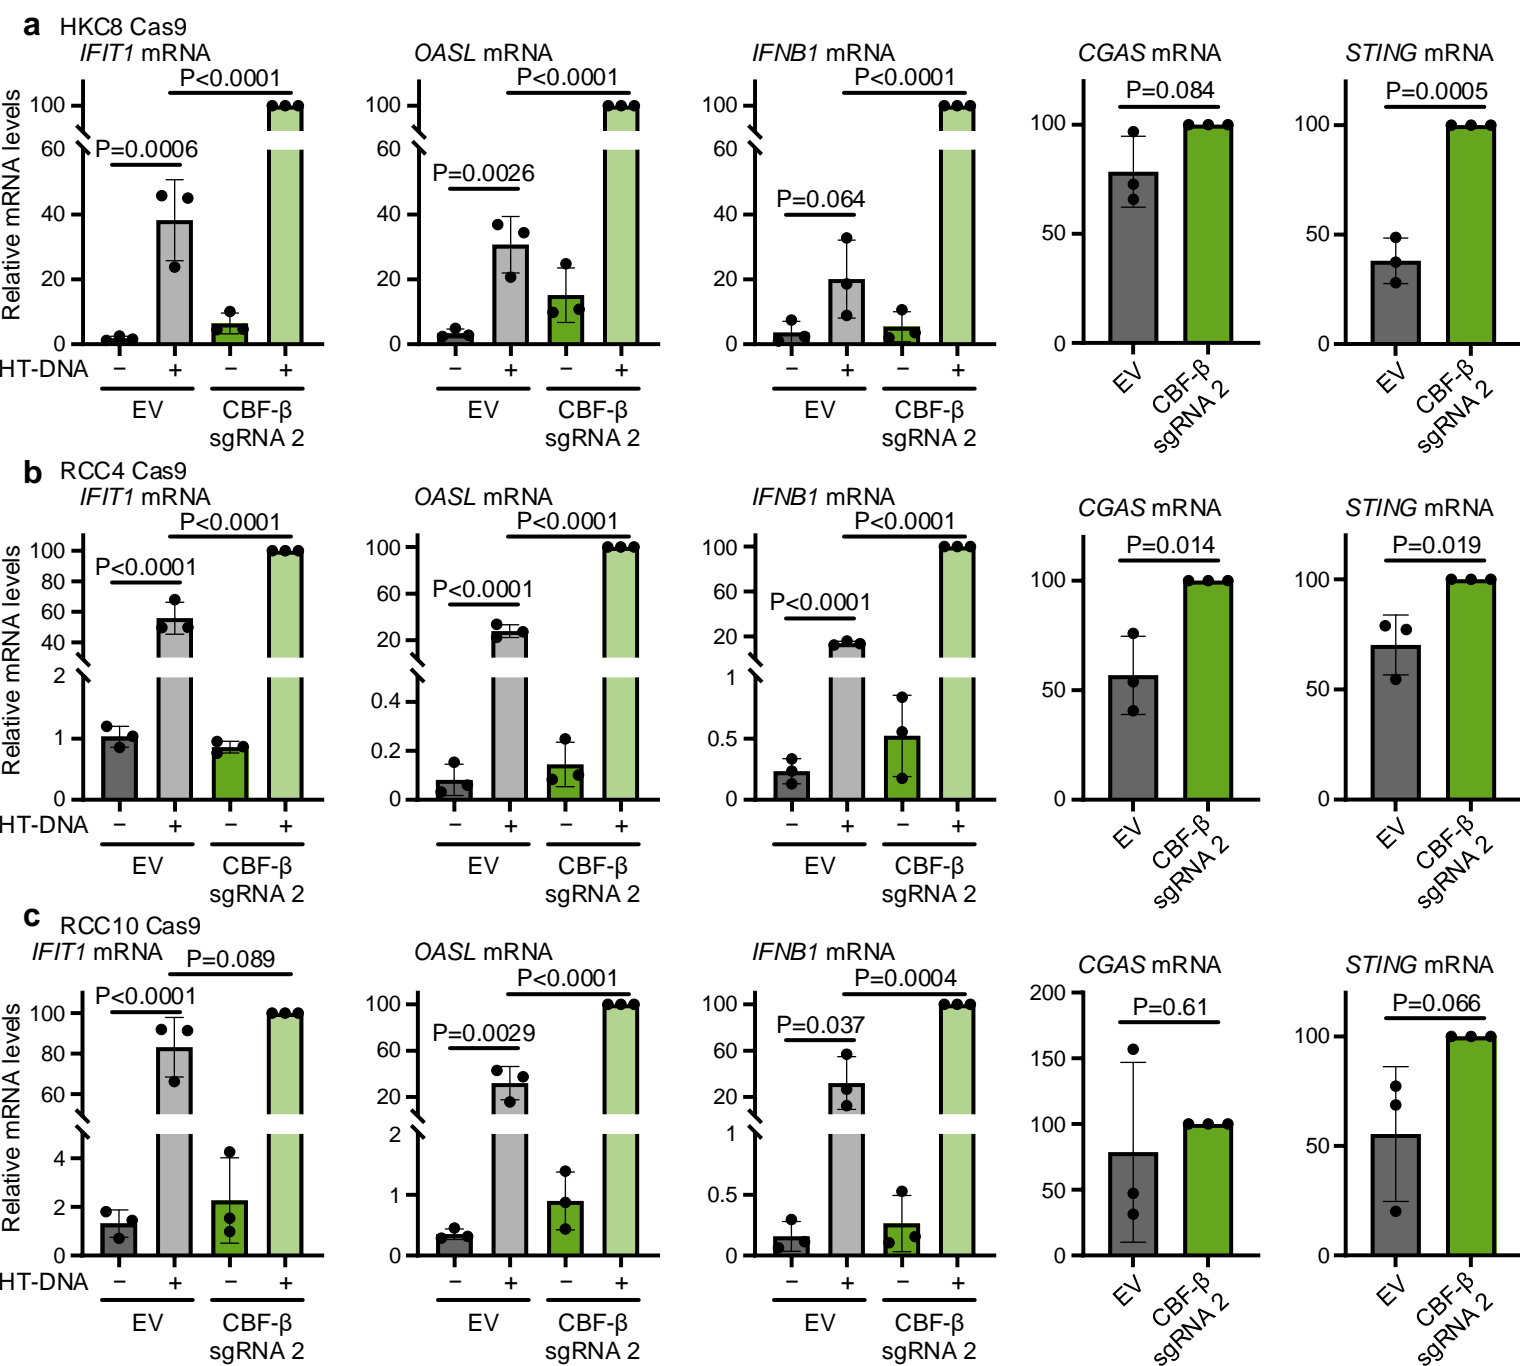 a HKC8 Cas9
IFIT1 mRNA
OASL mRNA
IFNB1 mRNA
CGAS mRNA
STING mRNA
Relative mRNA levels
P<0.0001
P=0.0006
100
60
40
20
0
P<0.0001
P=0.0026
100
60
40
20
0
P<0.0001
P=0.064
100
60
40
20
0
P=0.084
100
50
0
P=0.0005
100
50
0
HT-DNA − + − +
EV CBF-β
sgRNA 2
− + − +
EV CBF-β
sgRNA 2
− + − +
EV CBF-β
sgRNA 2
EV
CBF-β
sgRNA 2
EV
CBF-β
sgRNA 2
b RCC4 Cas9
IFIT1 mRNA
OASL mRNA
IFNB1 mRNA
CGAS mRNA
STING mRNA
Relative mRNA levels
P<0.0001
P<0.0001
100
80
60
40
2
1
0
P<0.0001
P<0.0001
100
60
20
0.4
0.2
0
P<0.0001
P<0.0001
100
60
20
1
0.5
0
P=0.014
100
50
0
P=0.019
100
50
0
HT-DNA − + − +
EV CBF-β
sgRNA 2
− + − +
EV CBF-β
sgRNA 2
− + − +
EV CBF-β
sgRNA 2
EV
CBF-β
sgRNA 2
EV
CBF-β
sgRNA 2
c RCC10 Cas9
IFIT1 mRNA
OASL mRNA
IFNB1 mRNA
CGAS mRNA
STING mRNA
Relative mRNA levels
P=0.089
P<0.0001
100
80
60
4
2
0
P<0.0001
P=0.0029
100
60
20
2
1
0
P=0.0004
P=0.037
100
60
20
1
0.5
0
P=0.61
200
150
100
50
0
P=0.066
100
50
0
HT-DNA − + − +
EV CBF-β
sgRNA 2
− + − +
EV CBF-β
sgRNA 2
− + − +
EV CBF-β
sgRNA 2
EV
CBF-β
sgRNA 2
EV
CBF-β
sgRNA 2